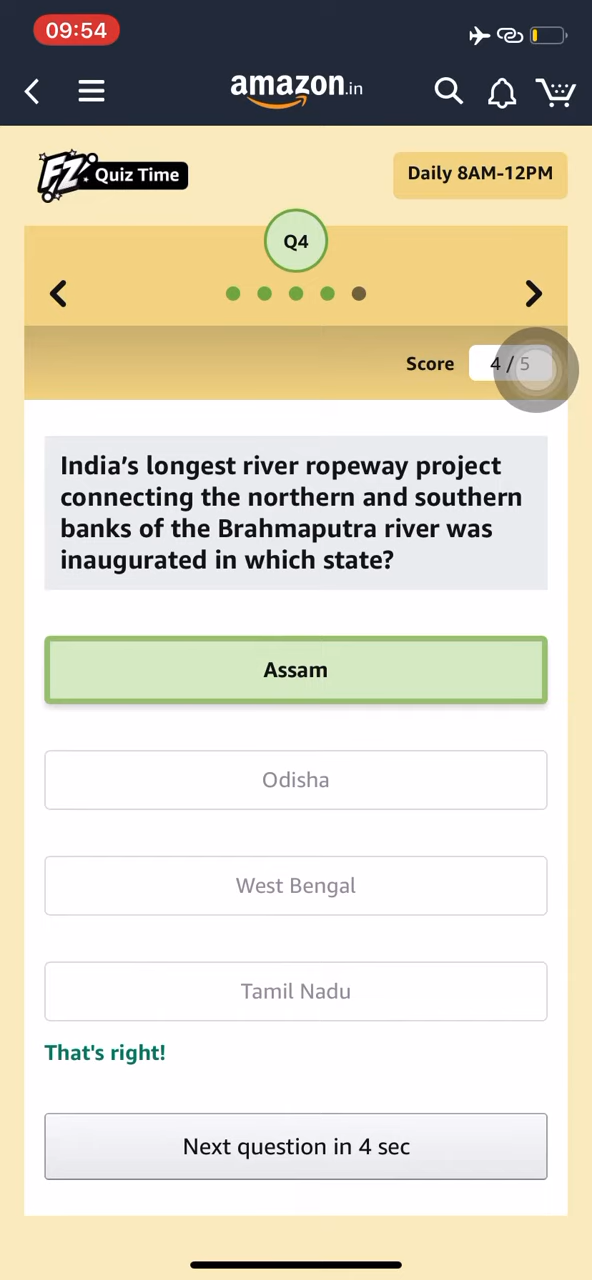 09:54
amazon.in
FZ Quiz Time
Daily 8AM-12PM
Q4
Score 4 / 5
India’s longest river ropeway project
connecting the northern and southern
banks of the Brahmaputra river was
inaugurated in which state?
Assam
Odisha
West Bengal
Tamil Nadu
That's right!
Next question in 4 sec